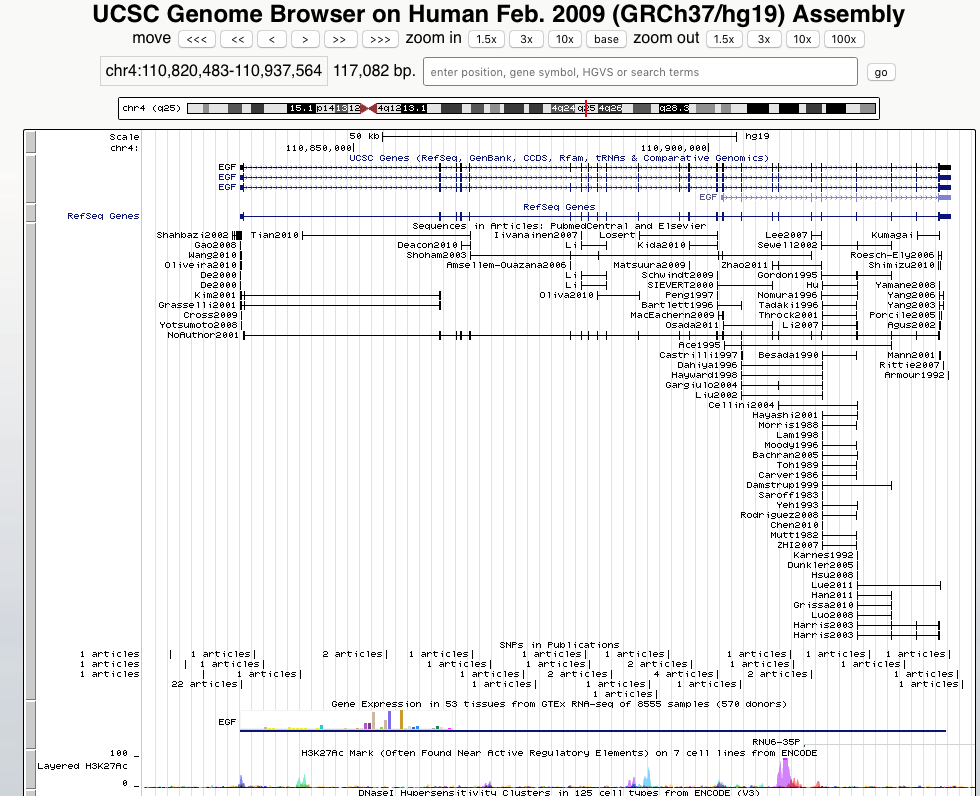 UCSC Genome Browser on Human Feb. 2009 (GRCh37/hg19) Assembly
move <<< << < > >> >>> zoom in 1.5x 3x 10x base zoom out 1.5x 3x 10x 100x
chr4:110,820,483-110,937,564 117,082 bp. enter position, gene symbol, HGVS or search terms go
chr4 (q25) 15.1 p14 13 12 4q12 13.1 4q24 q25 4q26 q28.3
Scale 50 kb hg19
chr4: 110,850,000 110,900,000
UCSC Genes (RefSeq, GenBank, CCDS, Rfam, tRNAs & Comparative Genomics)
EGF
EGF
EGF
EGF
RefSeq Genes
RefSeq Genes
Sequences in Articles: PubmedCentral and Elsevier
Shahbazi2002 Tian2010 Iivanainen2007 Losert Lee2007 Kumagai
Gao2008 Deacon2010 Li Kida2010 Sewell2002
Wang2010 Shoham2003 Roesch-Ely2006
Oliveira2010 Amsellem-Ouazana2006 Matsuura2009 Zhao2011 Shimizu2010
De2000 Li Schwindt2009 Gordon1995
De2000 Li SIEVERT2000 Hu Yamane2008
Kim2001 Oliva2010 Peng1997 Nomura1996 Yang2006
Grasselli2001 Bartlett1996 Tadaki1996 Yang2003
Cross2009 MacEachern2009 Throck2001 Porcile2005
Yotsumoto2008 Osada2011 Li2007 Agus2002
NoAuthor2001
Ace1995
Castrilli1997 Besada1990 Mann2001
Dahiya1996 Rittie2007
Hayward1998 Armour1992
Gargiulo2004
Liu2002
Cellini2004
Hayashi2001
Morris1988
Lam1998
Moody1996
Bachran2005
Toh1989
Carver1986
Damstrup1999
Saroff1983
Yeh1993
Rodriguez2008
Chen2010
Mutt1982
ZHI2007
Karnes1992
Dunkler2005
Hsu2008
Lue2011
Han2011
Grissa2010
Luo2008
Harris2003
Harris2003
SNPs in Publications
1 articles 1 articles 2 articles 1 articles 1 articles 1 articles 1 articles 1 articles
1 articles 1 articles 1 articles 1 articles 2 articles 1 articles 1 articles
1 articles 1 articles 1 articles 2 articles 4 articles 2 articles 1 articles
22 articles 1 articles 1 articles 1 articles 1 articles
1 articles
Gene Expression in 53 tissues from GTEx RNA-seq of 8555 samples (570 donors)
EGF
RNU6-35P
100 H3K27Ac Mark (Often Found Near Active Regulatory Elements) on 7 cell lines from ENCODE
Layered H3K27Ac
0
DNaseI Hypersensitivity Clusters in 125 cell types from ENCODE (V3)